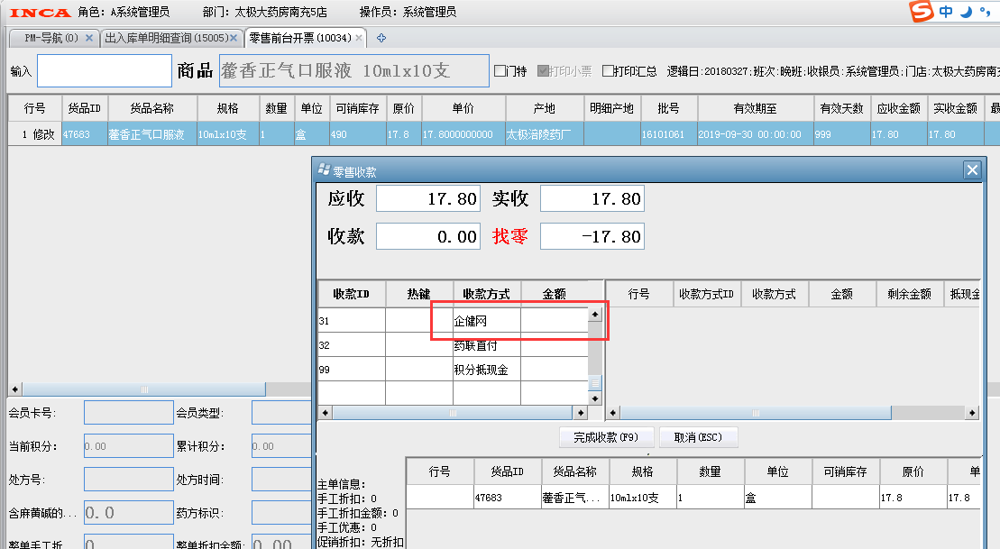 INCA 角色：A系统管理员 部门：太极大药房南充5店 操作员：系统管理员 中
PM-导航(0) 出入库单明细查询(15005) 零售前台开票(10034)
输入 商品 藿香正气口服液 10mlx10支 门特 打印小票 打印汇总 逻辑日:20180327;班次:晚班;收银员:系统管理员;门店:太极大药房南充
行号 货品ID 货品名称 规格 数量 单位 可销库存 原价 单价 产地 明细产地 批号 有效期至 有效天数 应收金额 实收金额 最
1 修改 47683 藿香正气口服液 10mlx10支 1 盒 490 17.8 17.8000000000 太极涪陵药厂 16101061 2019-09-30 00:00:00 999 17.80 17.80
零售收款
应收 17.80 实收 17.80
收款 0.00 找零 -17.80
收款ID 热键 收款方式 金额 行号 收款方式ID 收款方式 金额 剩余金额 抵现金
31 企健网
32 药联直付
99 积分抵现金
会员卡号: 会员类型:
当前积分: 0.00 累计积分: 0.00
处方号: 处方时间:
含麻黄碱的... 0.0 药方标识:
整单手工折 0 整单折扣金额: 0.00
完成收款(F9) 取消(ESC)
行号 货品ID 货品名称 规格 数量 单位 可销库存 原价 单
47683 藿香正气... 10mlx10支 1 盒 17.8 17.8
主单信息:
手工折扣: 0
手工折扣金额: 0
手工优惠: 0
促销折扣: 无折扣